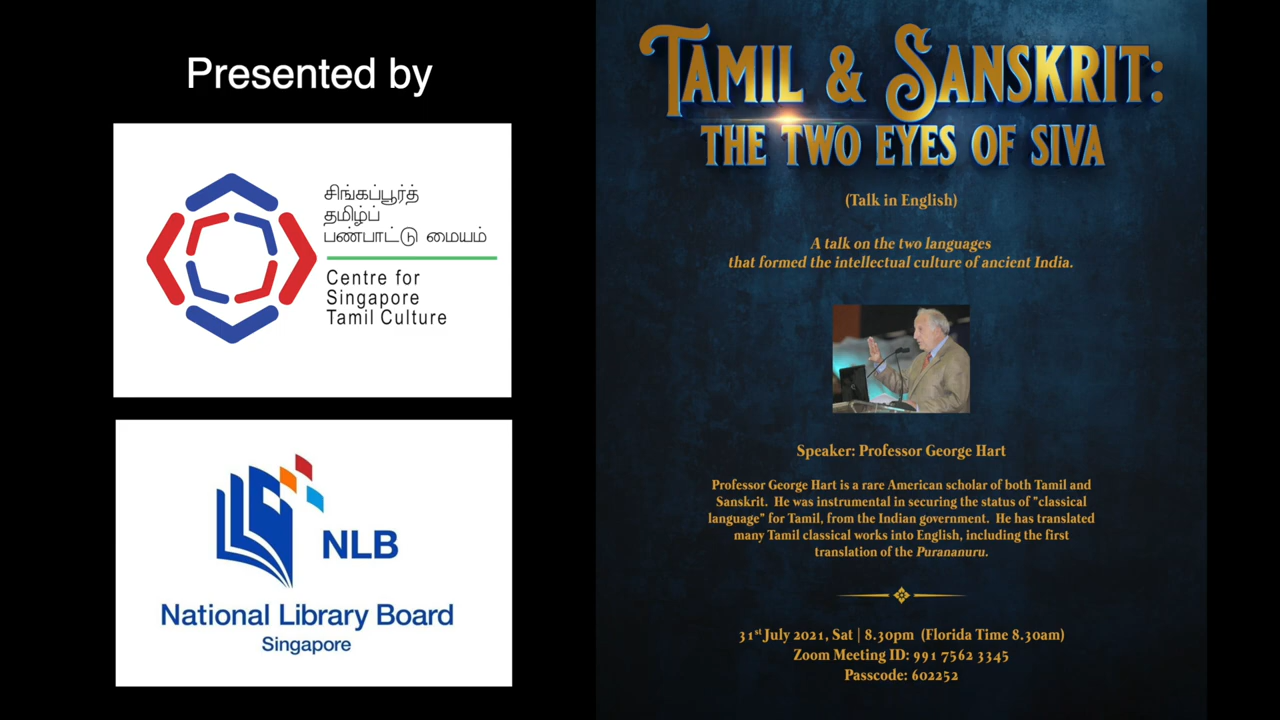 Presented by
சிங்கப்பூர்த்
தமிழ்ப்
பண்பாட்டு மையம்
Centre for
Singapore
Tamil Culture
NLB
National Library Board
Singapore
TAMIL & SANSKRIT:
THE TWO EYES OF SIVA
(Talk in English)
A talk on the two languages
that formed the intellectual culture of ancient India.
Speaker: Professor George Hart
Professor George Hart is a rare American scholar of both Tamil and
Sanskrit. He was instrumental in securing the status of "classical
language" for Tamil, from the Indian government. He has translated
many Tamil classical works into English, including the first
translation of the Purananuru.
31st July 2021, Sat | 8.30pm (Florida Time 8.30am)
Zoom Meeting ID: 991 7562 3345
Passcode: 602252